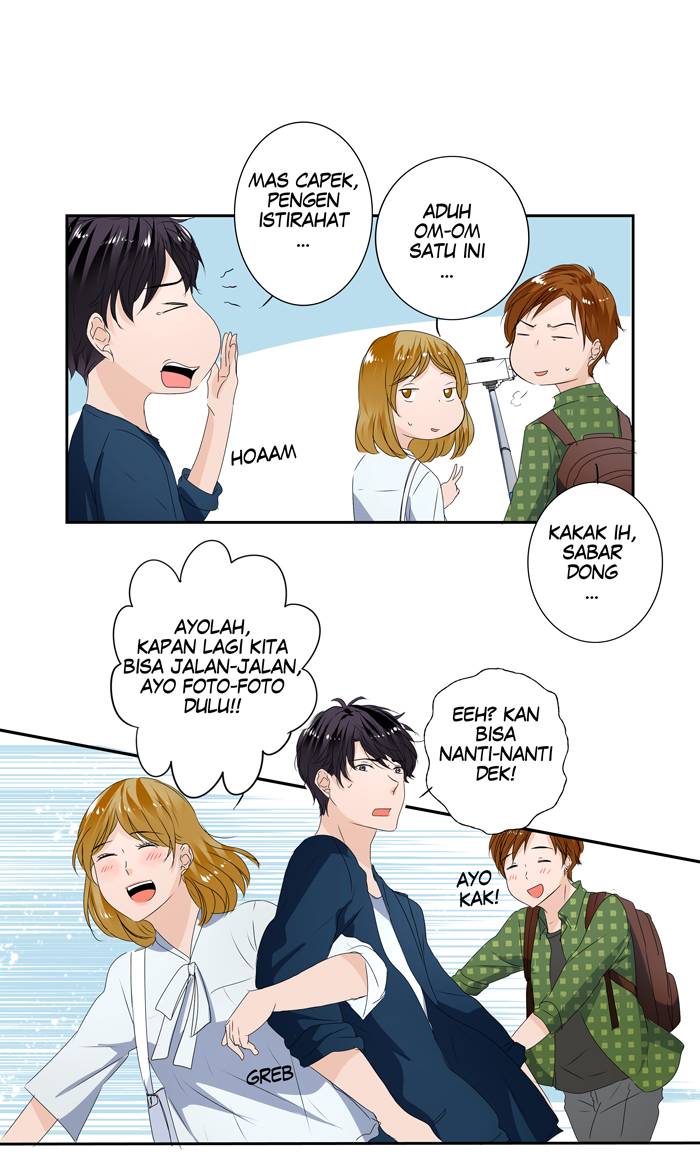 MAS CAPEK,
PENGEN
ISTIRAHAT
...
ADUH
OM-OM
SATU INI
...
HOAAM
KAKAK IH,
SABAR
DONG
...
AYOLAH,
KAPAN LAGI KITA
BISA JALAN-JALAN,
AYO FOTO-FOTO
DULU!!
EEH? KAN
BISA
NANTI-NANTI
DEK!
AYO
KAK!
GREB